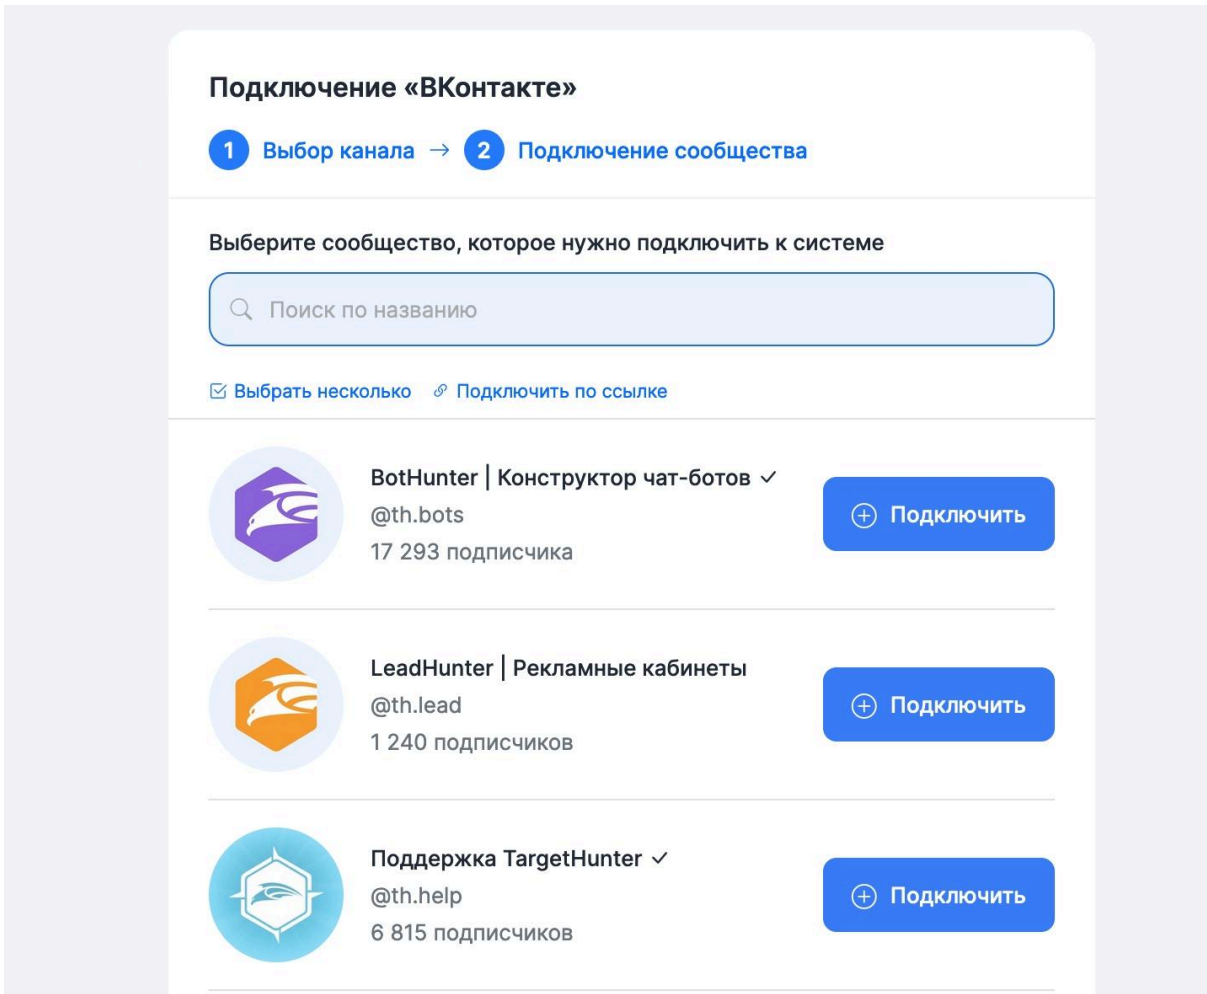 Подключение «ВКонтакте»
1 Выбор канала → 2 Подключение сообщества
Выберите сообщество, которое нужно подключить к системе
Поиск по названию
Выбрать несколько Подключить по ссылке
BotHunter | Конструктор чат-ботов ✓
@th.bots
17 293 подписчика
Подключить
LeadHunter | Рекламные кабинеты
@th.lead
1 240 подписчиков
Подключить
Поддержка TargetHunter ✓
@th.help
6 815 подписчиков
Подключить